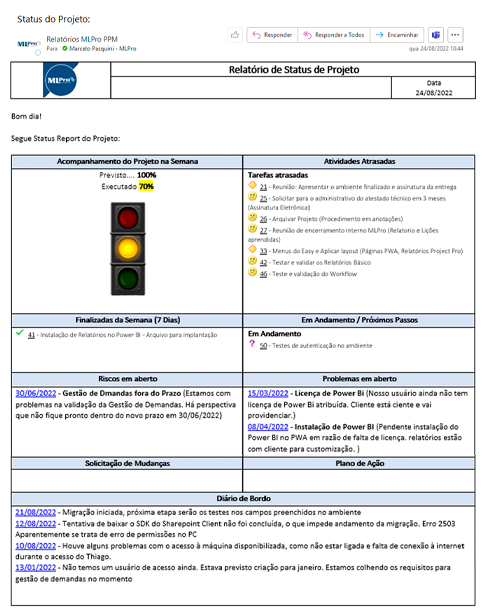 Status do Projeto:
MLPro
Relatórios MLPro PPM
Para Marcelo Pasquini - MLPro
Responder
Responder a Todos
Encaminhar
qua 24/08/2022 10:44
MLPro
Relatório de Status de Projeto
Data
24/08/2022
Bom dia!
Segue Status Report do Projeto:
Acompanhamento do Projeto na Semana
Atividades Atrasadas
Previsto.... 100%
Executado 70%
Tarefas atrasadas
21 - Reunião: Apresentar o ambiente finalizado e assinatura da entrega
25 - Solicitar para o administrativo do atestado técnico em 3 meses
(Assinatura Eletrônica)
26 - Arquivar Projeto (Procedimento em anotações)
27 - Reunião de encerramento Interno MLPro (Relatorio e Lições
aprendidas)
33 - Menus do Easy e Aplicar layout (Páginas PWA, Relatórios Project Pro)
42 - Testar e validar os Relatórios Básico
46 - Teste e validação do Workflow
Finalizadas da Semana (7 Dias)
Em Andamento / Próximos Passos
41 - Instalação de Relatórios no Power Bi - Arquivo para implantação
Em Andamento
? 50 - Testes de autenticação no ambiente
Riscos em aberto
Problemas em aberto
30/06/2022 - Gestão de Dmandas fora do Prazo (Estamos com
problemas na validação da Gestão de Demandas. Há perspectiva
que não fique pronto dentro do novo prazo em 30/06/2022)
15/03/2022 - Licença de Power Bi (Nosso usuário ainda não tem
licença de Power Bi atribuída. Cliente está ciente e vai
providenciar.)
08/04/2022 - Instalação de Power BI (Pendente instalação do
Power BI no PWA em razão de falta de licença. relatórios estão
com cliente para customização. )
Solicitação de Mudanças
Plano de Ação
Diário de Bordo
21/08/2022 - Migração iniciada, próxima etapa serão os testes nos campos preenchidos no ambiente
12/08/2022 - Tentativa de baixar o SDK do Sharepoint Client não foi concluída, o que impede andamento da migração. Erro 2503
Aparentemente se trata de erro de permissões no PC
10/08/2022 - Houve alguns problemas com o acesso à máquina disponibilizada, como não estar ligada e falta de conexão à internet
durante o acesso do Thiago.
13/01/2022 - Não temos um usuário de acesso ainda. Estava previsto criação para janeiro. Estamos colhendo os requisitos para
gestão de demandas no momento